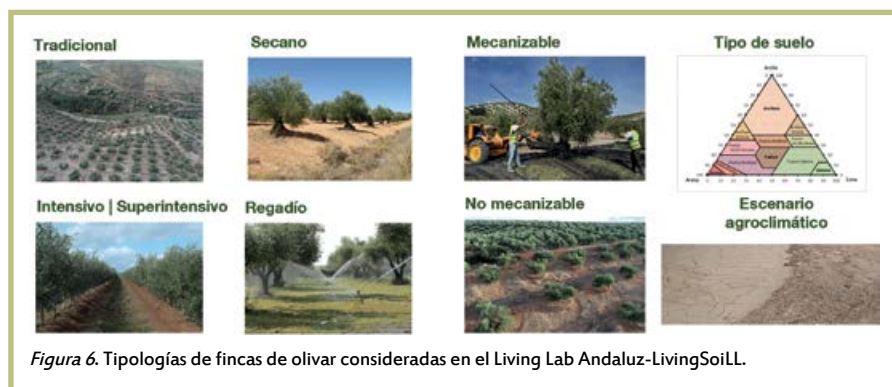 Tradicional
Secano
Mecanizable
Tipo de suelo
Intensivo | Superintensivo
Regadío
No mecanizable
Escenario
agroclimático
Figura 6. Tipologías de fincas de olivar consideradas en el Living Lab Andaluz-LivingSoiLL.